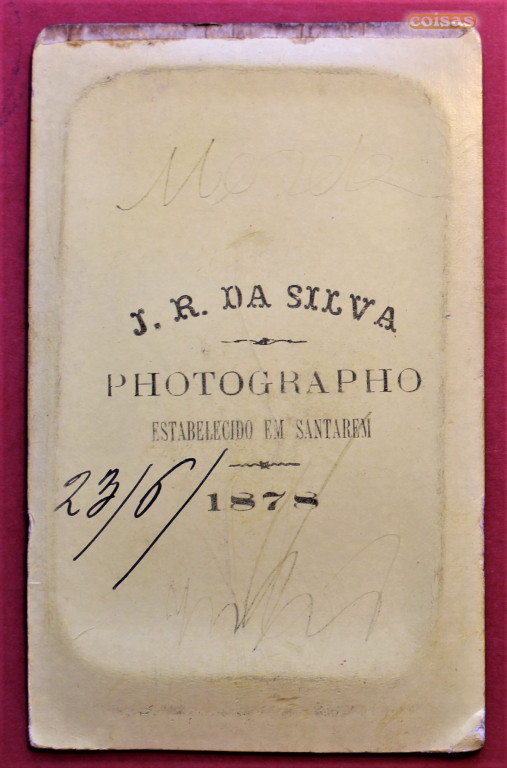 coisas
J. R. DA SILVA
PHOTOGRAPHO
ESTABELECIDO EM SANTAREM
23/6/ 1878